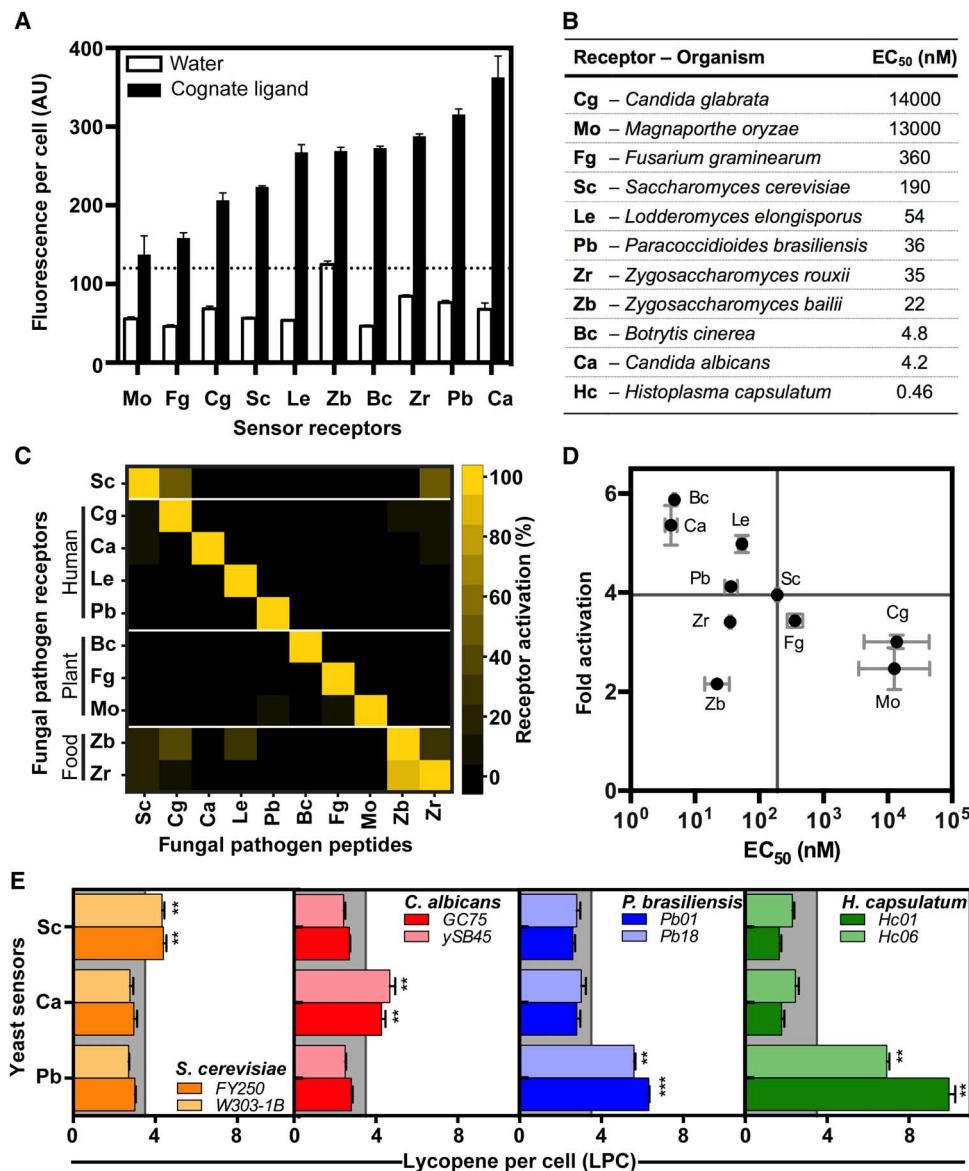 A
Fluorescence per cell (AU)
400
300
200
100
0
Water
Cognate ligand
Mo Fg Cg Sc Le Zb Bc Zr Pb Ca
Sensor receptors
B
Receptor – Organism EC50 (nM)
Cg – Candida glabrata 14000
Mo – Magnaporthe oryzae 13000
Fg – Fusarium graminearum 360
Sc – Saccharomyces cerevisiae 190
Le – Lodderomyces elongisporus 54
Pb – Paracoccidioides brasiliensis 36
Zr – Zygosaccharomyces rouxii 35
Zb – Zygosaccharomyces bailii 22
Bc – Botrytis cinerea 4.8
Ca – Candida albicans 4.2
Hc – Histoplasma capsulatum 0.46
C
Fungal pathogen receptors
Human
Plant
Food
Sc
Cg
Ca
Le
Pb
Bc
Fg
Mo
Zb
Zr
Sc Cg Ca Le Pb Bc Fg Mo Zb Zr
Fungal pathogen peptides
100
80
60
40
20
0
Receptor activation (%)
D
Fold activation
6
4
2
0
Bc
Ca
Le
Pb
Sc
Zr
Fg
Cg
Zb
Mo
10^0 10^1 10^2 10^3 10^4 10^5
EC50 (nM)
E
Yeast sensors
Sc
Ca
Pb
**
**
S. cerevisiae
FY250
W303-1B
0 4 8
C. albicans
GC75
ySB45
**
**
0 4 8
P. brasiliensis
Pb01
Pb18
**
***
0 4 8
H. capsulatum
Hc01
Hc06
**
**
0 4 8
Lycopene per cell (LPC)